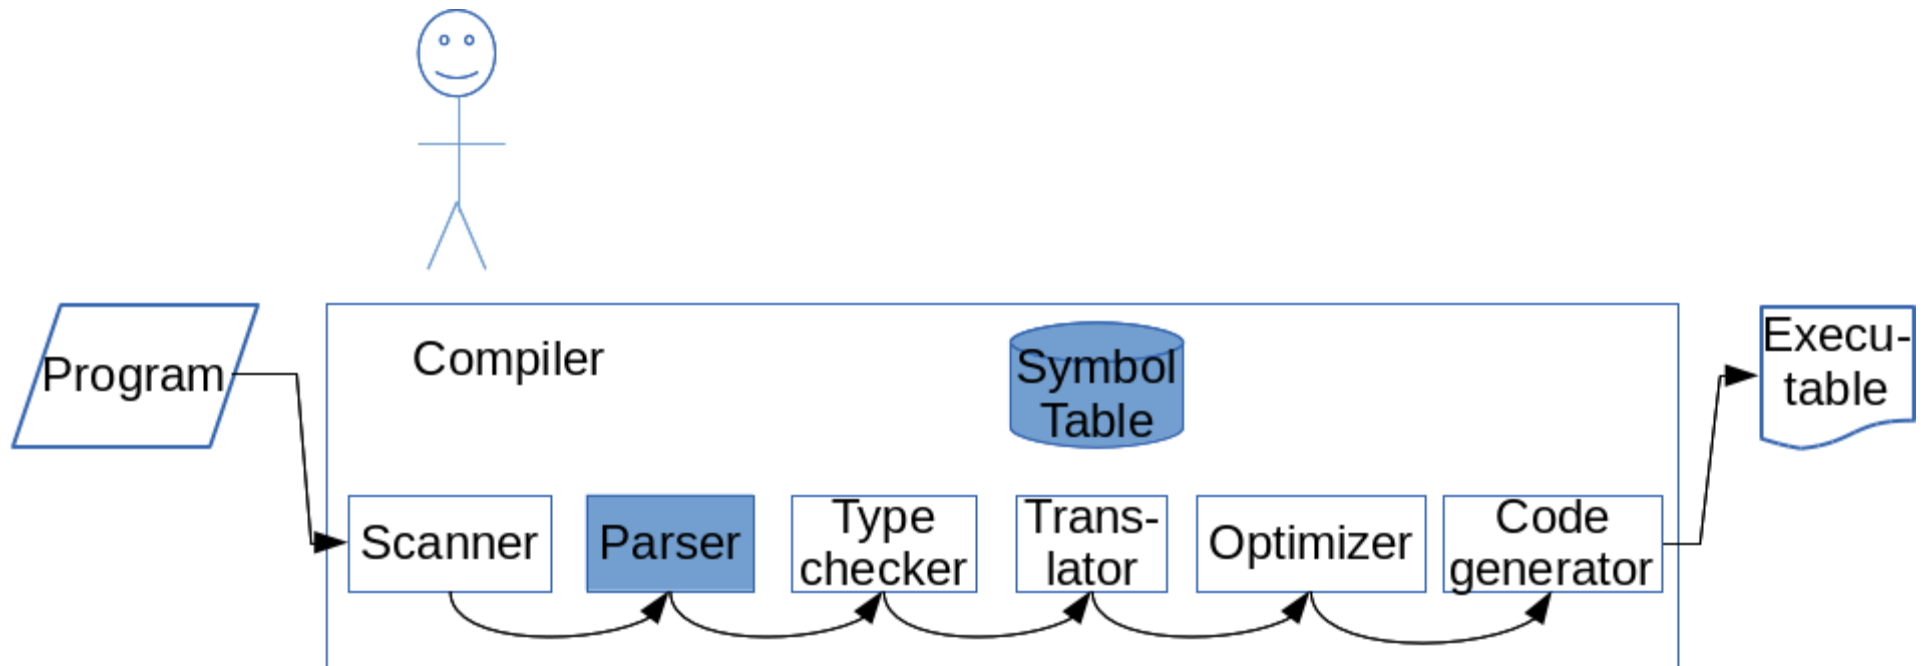 Program
Compiler
Symbol
Table
Execu-
table
Scanner
Parser
Type
checker
Trans-
lator
Optimizer
Code
generator